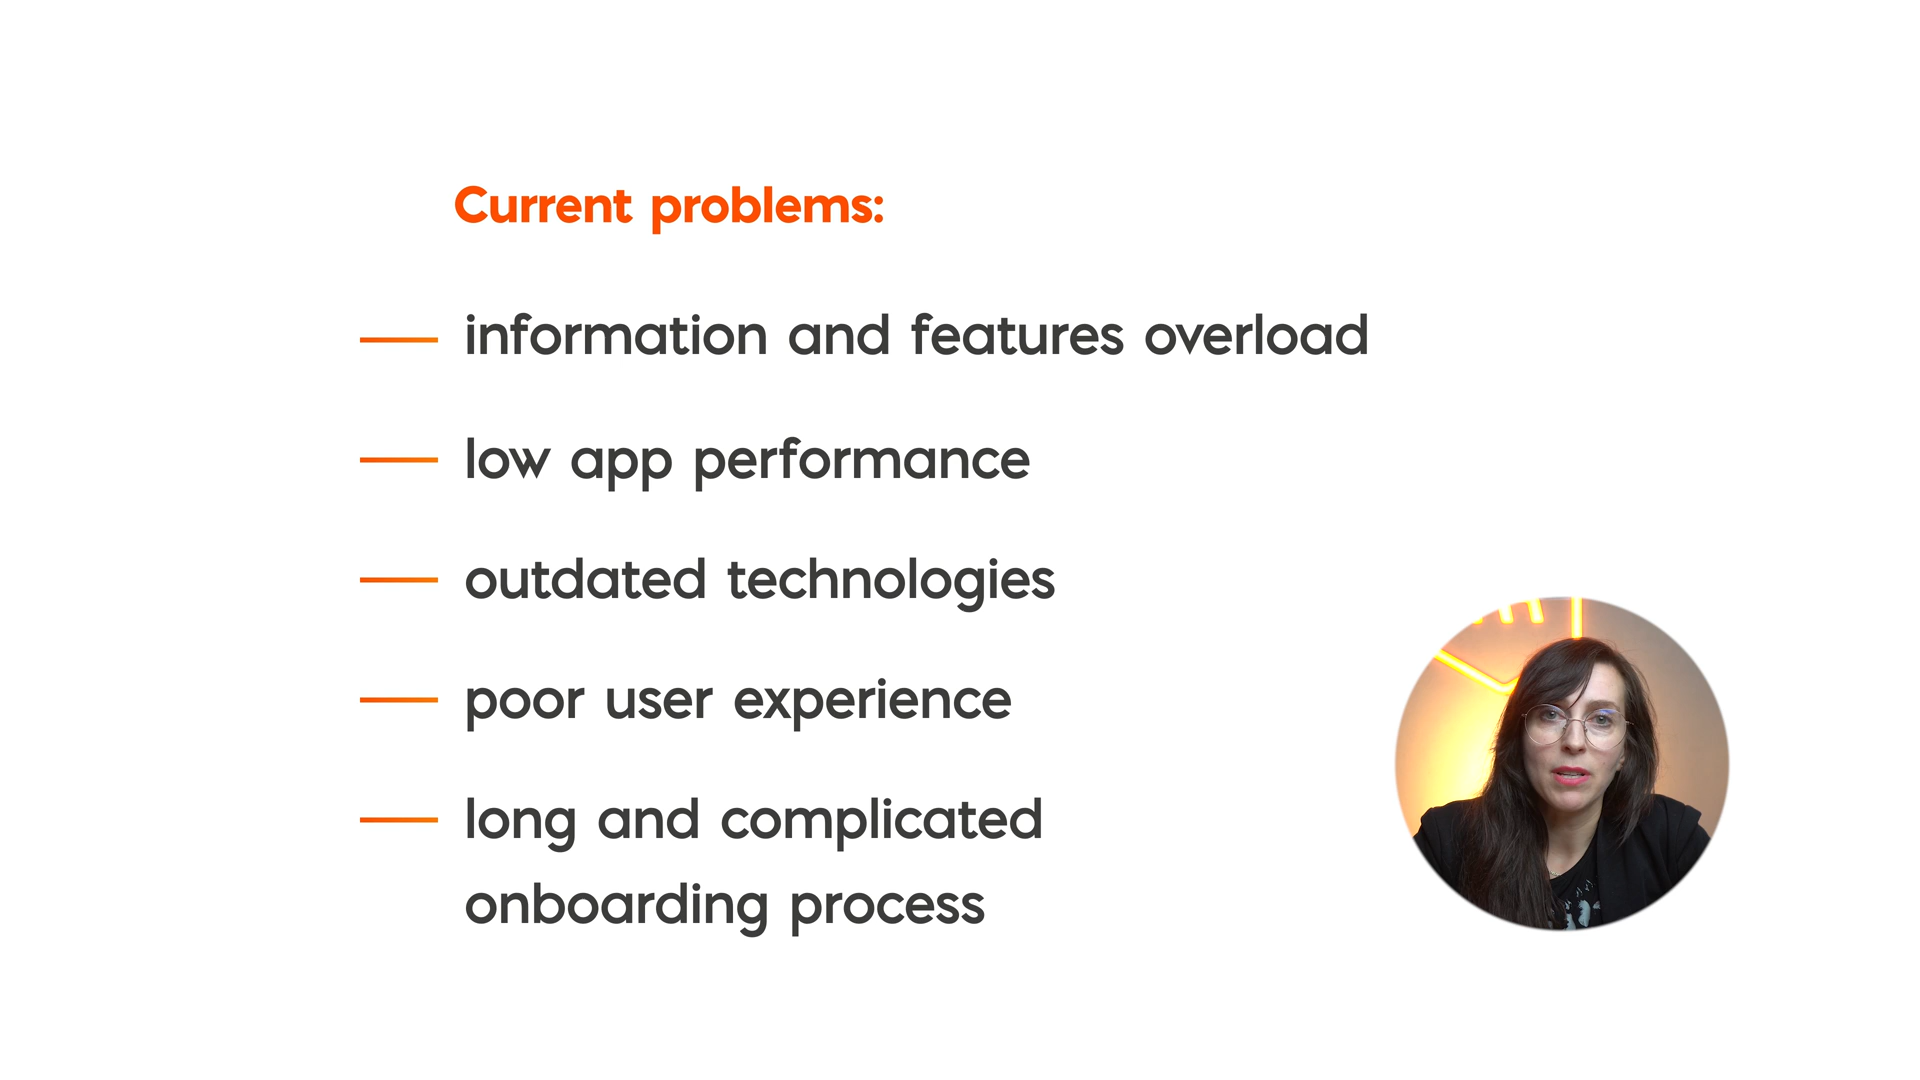 Current problems:
information and features overload
low app performance
outdated technologies
poor user experience
long and complicated
onboarding process